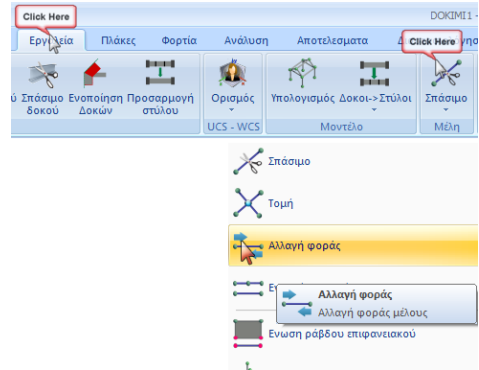 Click Here
DOKIMI1 -
Εργαλεία Πλάκες Φορτία Ανάλυση Αποτελεσματα
Click Here
Σπάσιμο δοκού
Ενοποίηση Δοκών
Προσαρμογή στύλου
Ορισμός
Υπολογισμός
Δοκοι->Στύλοι
Σπάσιμο
UCS - WCS
Μοντέλο
Μέλη
Σπάσιμο
Τομή
Αλλαγή φοράς
Αλλαγή φοράς
Αλλαγή φοράς μέλους
Ενωση ράβδου επιφανειακού